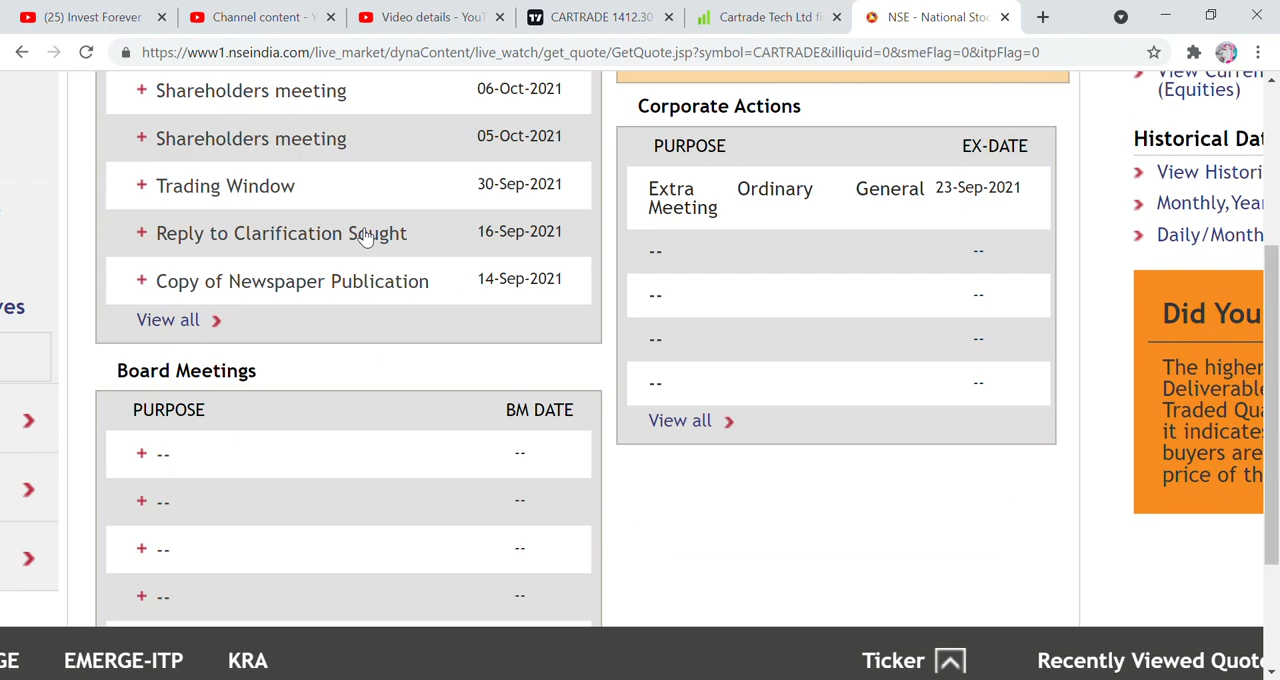 (25) Invest Forever
Channel content - Y
Video details - YouT
CARTRADE 1412.30
Cartrade Tech Ltd fi
NSE - National Stoc
https://www1.nseindia.com/live_market/dynaContent/live_watch/get_quote/GetQuote.jsp?symbol=CARTRADE&illiquid=0&smeFlag=0&itpFlag=0
+ Shareholders meeting 06-Oct-2021
+ Shareholders meeting 05-Oct-2021
+ Trading Window 30-Sep-2021
+ Reply to Clarification Sought 16-Sep-2021
+ Copy of Newspaper Publication 14-Sep-2021
View all
Board Meetings
PURPOSE BM DATE
+ -- --
+ -- --
+ -- --
+ -- --
Corporate Actions
PURPOSE EX-DATE
Extra Ordinary General 23-Sep-2021
Meeting
-- --
-- --
-- --
-- --
View all
View Curren
(Equities)
Historical Dat
View Histori
Monthly,Yea
Daily/Month
Did You
The higher
Deliverable
Traded Qua
it indicates
buyers are
price of th
ves
GE EMERGE-ITP KRA Ticker Recently Viewed Quote